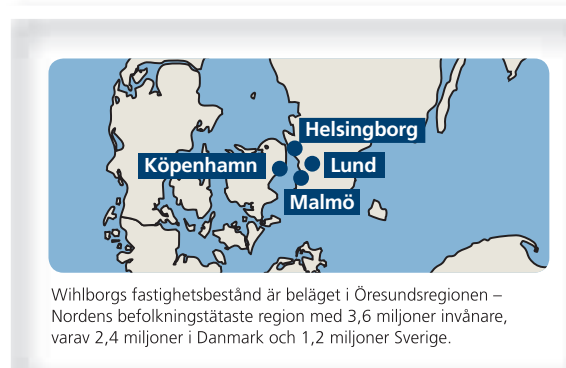 Helsingborg
Köpenhamn
Lund
Malmö
Wihlborgs fastighetsbestånd är beläget i Öresundsregionen –
Nordens befolkningstätaste region med 3,6 miljoner invånare,
varav 2,4 miljoner i Danmark och 1,2 miljoner Sverige.